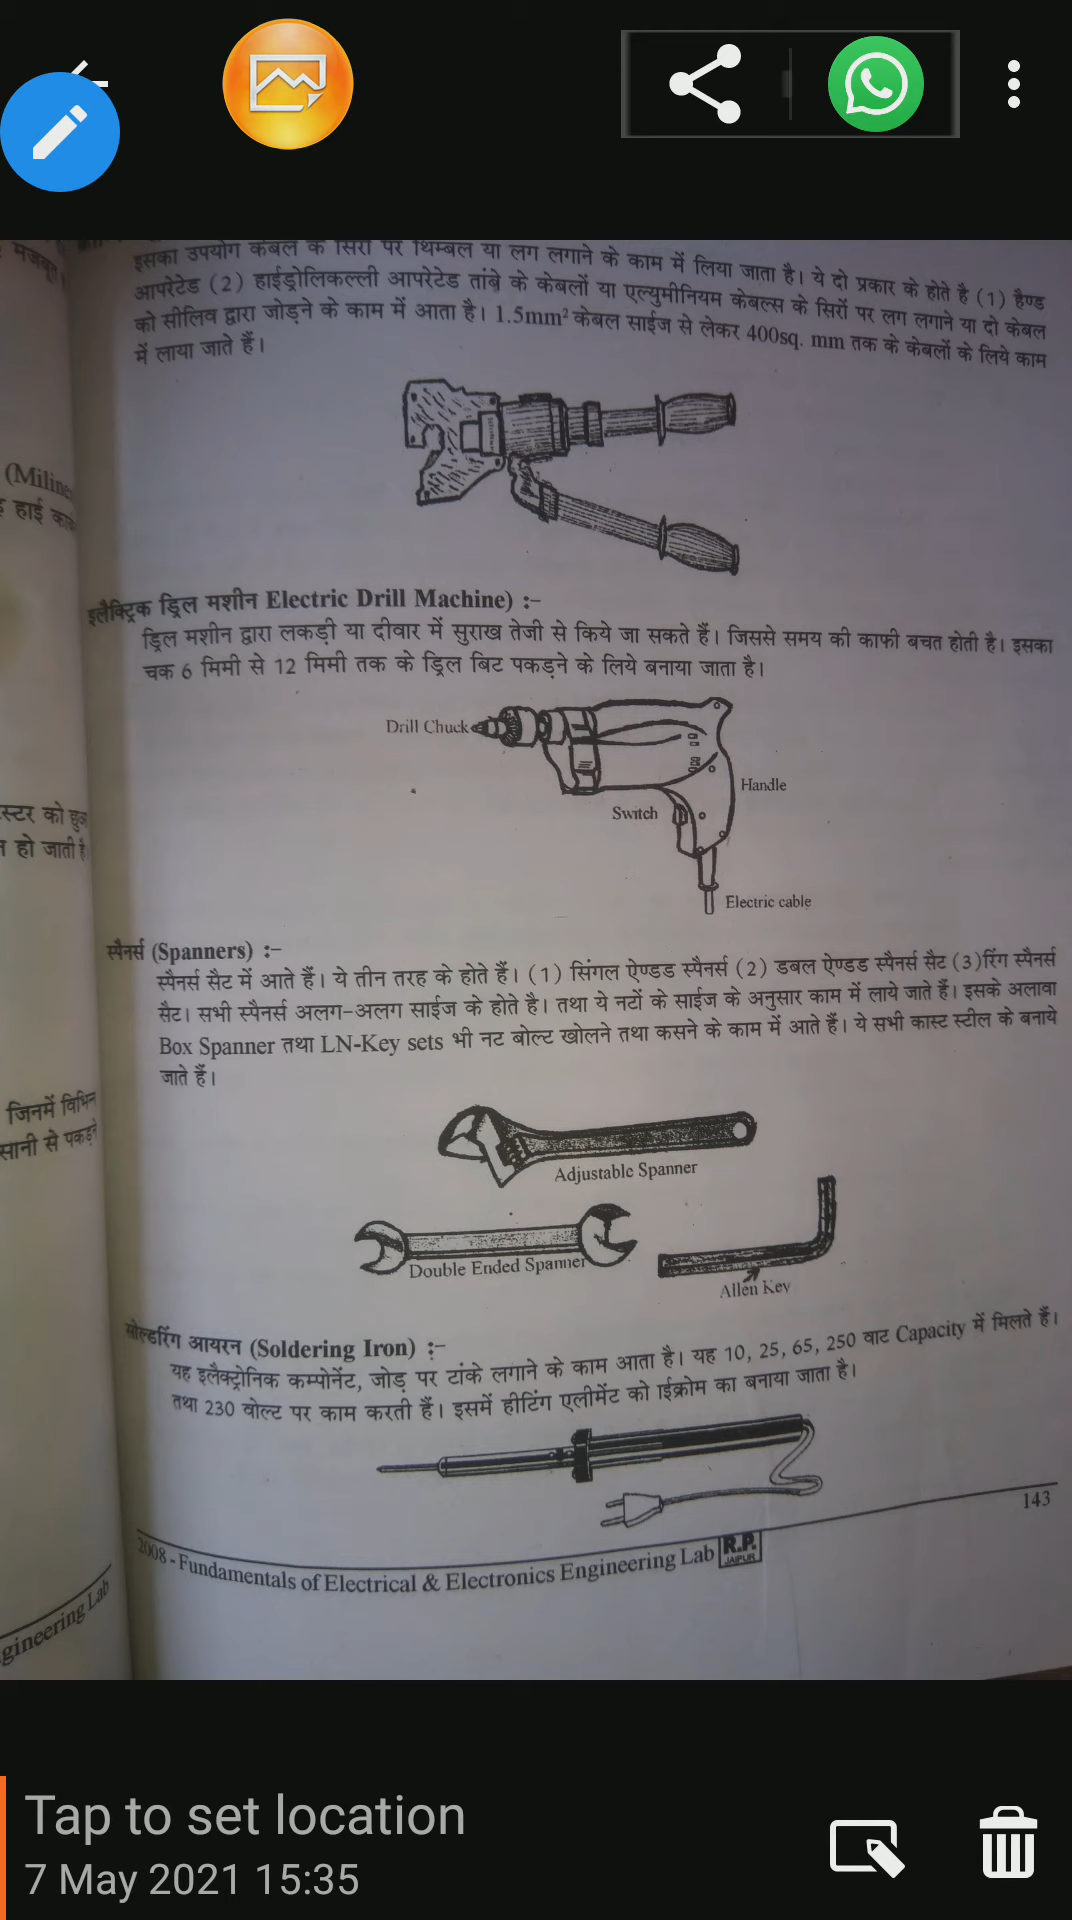 इसका उपयोग केबल के सिरों पर थिम्बल या लग लगाने के काम में लिया जाता है। ये दो प्रकार के होते है (1) हैण्ड
आपरेटेड (2) हाईड्रोलिकल्ली आपरेटेड तांबे के केबलों या एल्युमीनियम केबल्स के सिरों पर लग लगाने या दो केबल
को सीलिव द्वारा जोड़ने के काम में आता है। 1.5mm² केबल साईज से लेकर 400sq. mm तक के केबलों के लिये काम
में लाया जाते हैं।
(Miline
हाई
इलैक्ट्रिक ड्रिल मशीन Electric Drill Machine) :-
ड्रिल मशीन द्वारा लकड़ी या दीवार में सुराख तेजी से किये जा सकते हैं। जिससे समय की काफी बचत होती है। इसका
चक 6 मिमी से 12 मिमी तक के ड्रिल बिट पकड़ने के लिये बनाया जाता है।
Drill Chuck
Handle
Switch
Electric cable
स्टर को
हो जाती है
स्पैनर्स (Spanners) :-
स्पैनर्स सैट में आते हैं। ये तीन तरह के होते हैं। (1) सिंगल ऐण्डड स्पैनर्स (2) डबल ऐण्डड स्पैनर्स सैट (3)रिंग स्पैनर्स
सैट। सभी स्पैनर्स अलग-अलग साईज के होते है। तथा ये नटों के साईज के अनुसार काम में लाये जाते हैं। इसके अलावा
Box Spanner तथा LN-Key sets भी नट बोल्ट खोलने तथा कसने के काम में आते हैं। ये सभी कास्ट स्टील के बनाये
जाते हैं।
जिनमें विभिन
सानी से पकड़ने
Adjustable Spanner
Double Ended Spanner
Allen Key
सोल्डरिंग आयरन (Soldering Iron) :-
यह इलैक्ट्रोनिक कम्पोनेंट, जोड़ पर टांके लगाने के काम आता है। यह 10, 25, 65, 250 वाट Capacity में मिलते हैं।
तथा 230 वोल्ट पर काम करती हैं। इसमें हीटिंग एलीमेंट को बनाया जाता है।
143
2008 - Fundamentals of Electrical & Electronics Engineering Lab R.P. JAIPUR
gineering Lab
Tap to set location
7 May 2021 15:35